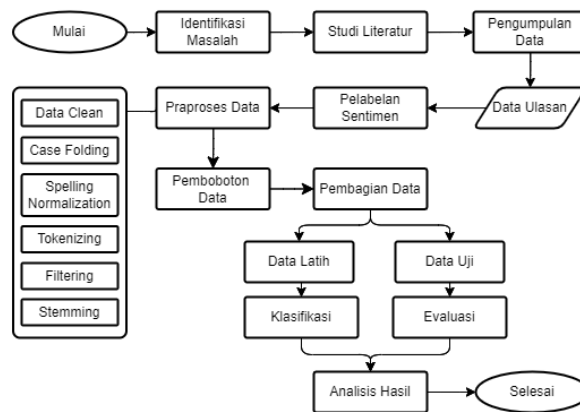 Mulai
Identifikasi
Masalah
Studi Literatur
Pengumpulan
Data
Data Ulasan
Pelabelan
Sentimen
Praproses Data
Data Clean
Case Folding
Spelling
Normalization
Tokenizing
Filtering
Stemming
Pemboboton
Data
Pembagian Data
Data Latih
Data Uji
Klasifikasi
Evaluasi
Analisis Hasil
Selesai